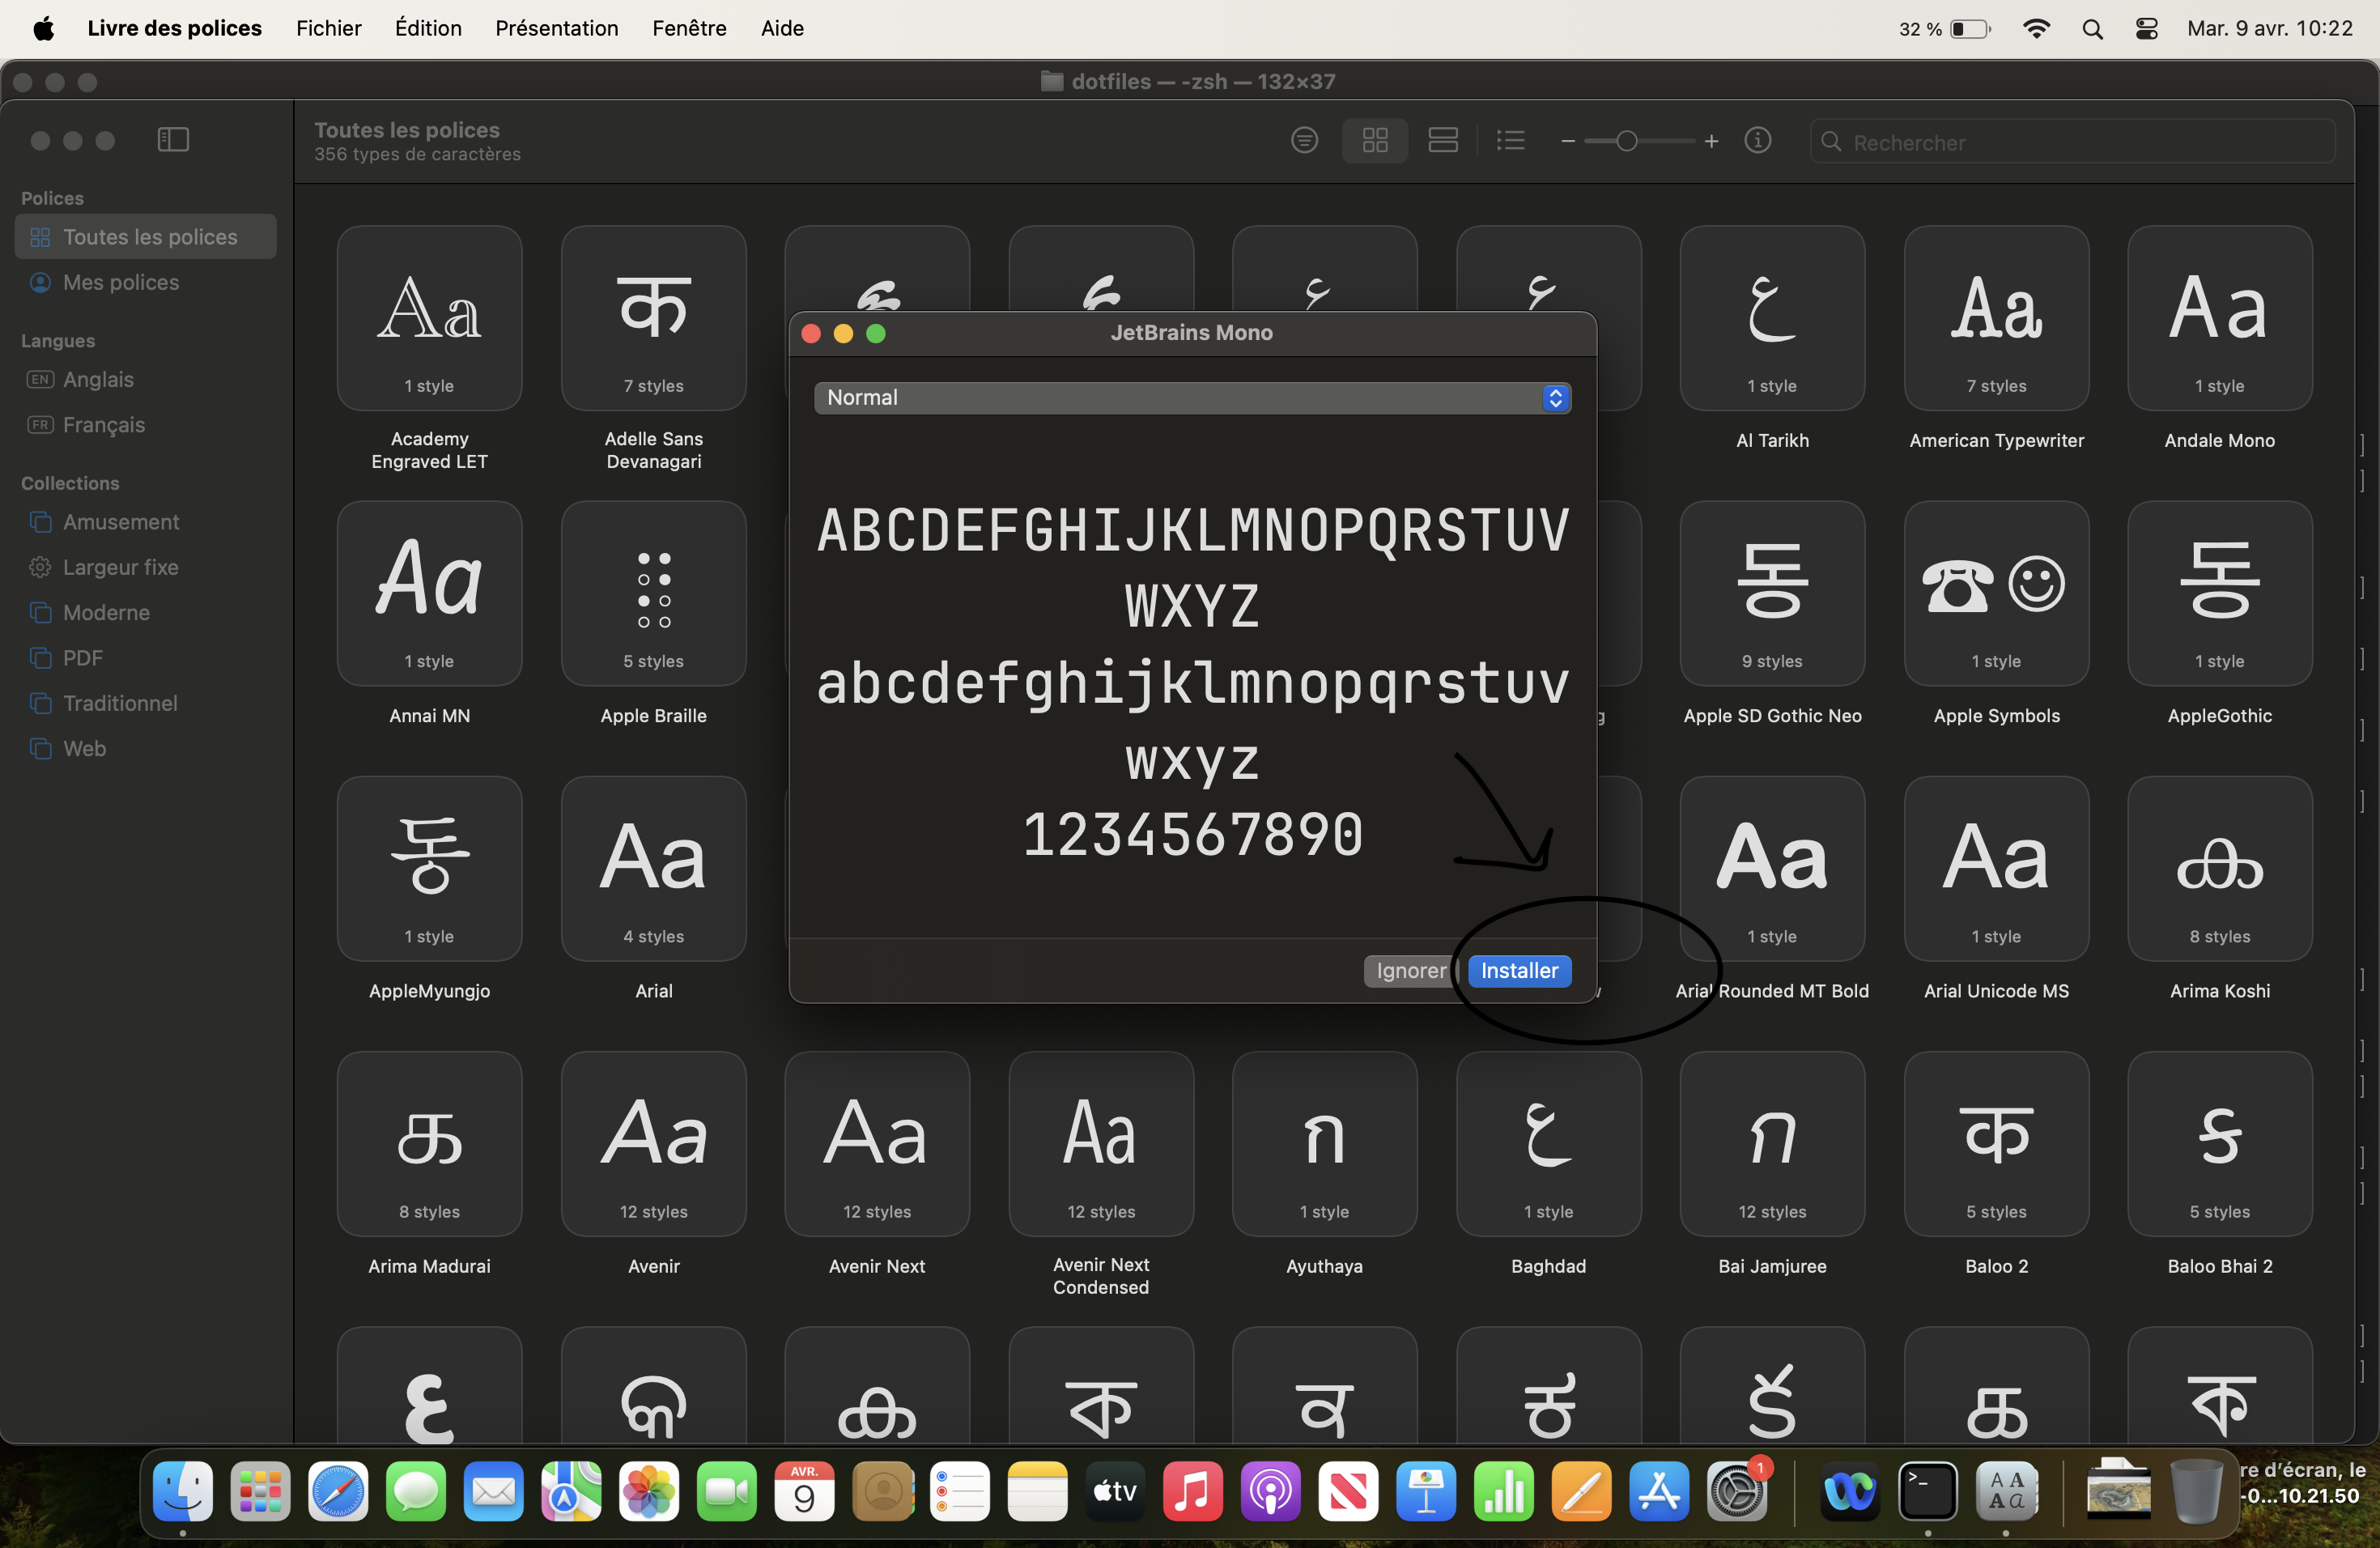 Livre des polices Fichier Édition Présentation Fenêtre Aide 32 % Mar. 9 avr. 10:22
dotfiles — -zsh — 132×37
Toutes les polices
356 types de caractères
Rechercher
Polices
Toutes les polices
Mes polices
Langues
EN Anglais
FR Français
Collections
Amusement
Largeur fixe
Moderne
PDF
Traditionnel
Web
Aa क ع ع ع ع ع Aa Aa
1 style 7 styles 1 style 7 styles 1 style
Academy Engraved LET
Adelle Sans Devanagari
Al Tarikh
American Typewriter
Andale Mono
Aa 동 동
1 style 5 styles 9 styles 1 style 1 style
Annai MN Apple Braille g Apple SD Gothic Neo Apple Symbols AppleGothic
동 Aa Aa Aa ക
1 style 4 styles 1 style 1 style 8 styles
AppleMyungjo Arial Arial Rounded MT Bold Arial Unicode MS Arima Koshi
க Aa Aa Aa ก ع ก क ક
8 styles 12 styles 12 styles 12 styles 1 style 1 style 12 styles 5 styles 5 styles
Arima Madurai
Avenir
Avenir Next
Avenir Next Condensed
Ayuthaya
Baghdad
Bai Jamjuree
Baloo 2
Baloo Bhai 2
ع କ ക ক ਕ ಕ క க ক
JetBrains Mono
Normal
ABCDEFGHIJKLMNOPQRSTUV
WXYZ
abcdefghijklmnopqrstuv
wxyz
1234567890
Ignorer Installer
AVR.
9
tv
1
>_
A A
A a
re d’écran, le
-0...10.21.50